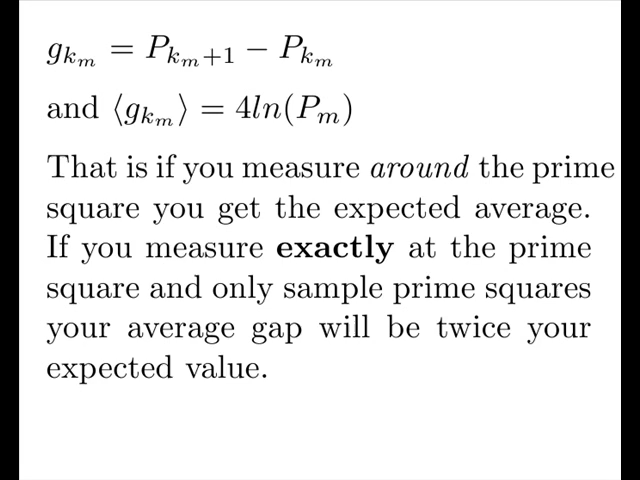 g_{k_m} = P_{k_m+1} − P_{k_m}
and ⟨g_{k_m}⟩ = 4ln(P_m)
That is if you measure around the prime
square you get the expected average.
If you measure exactly at the prime
square and only sample prime squares
your average gap will be twice your
expected value.